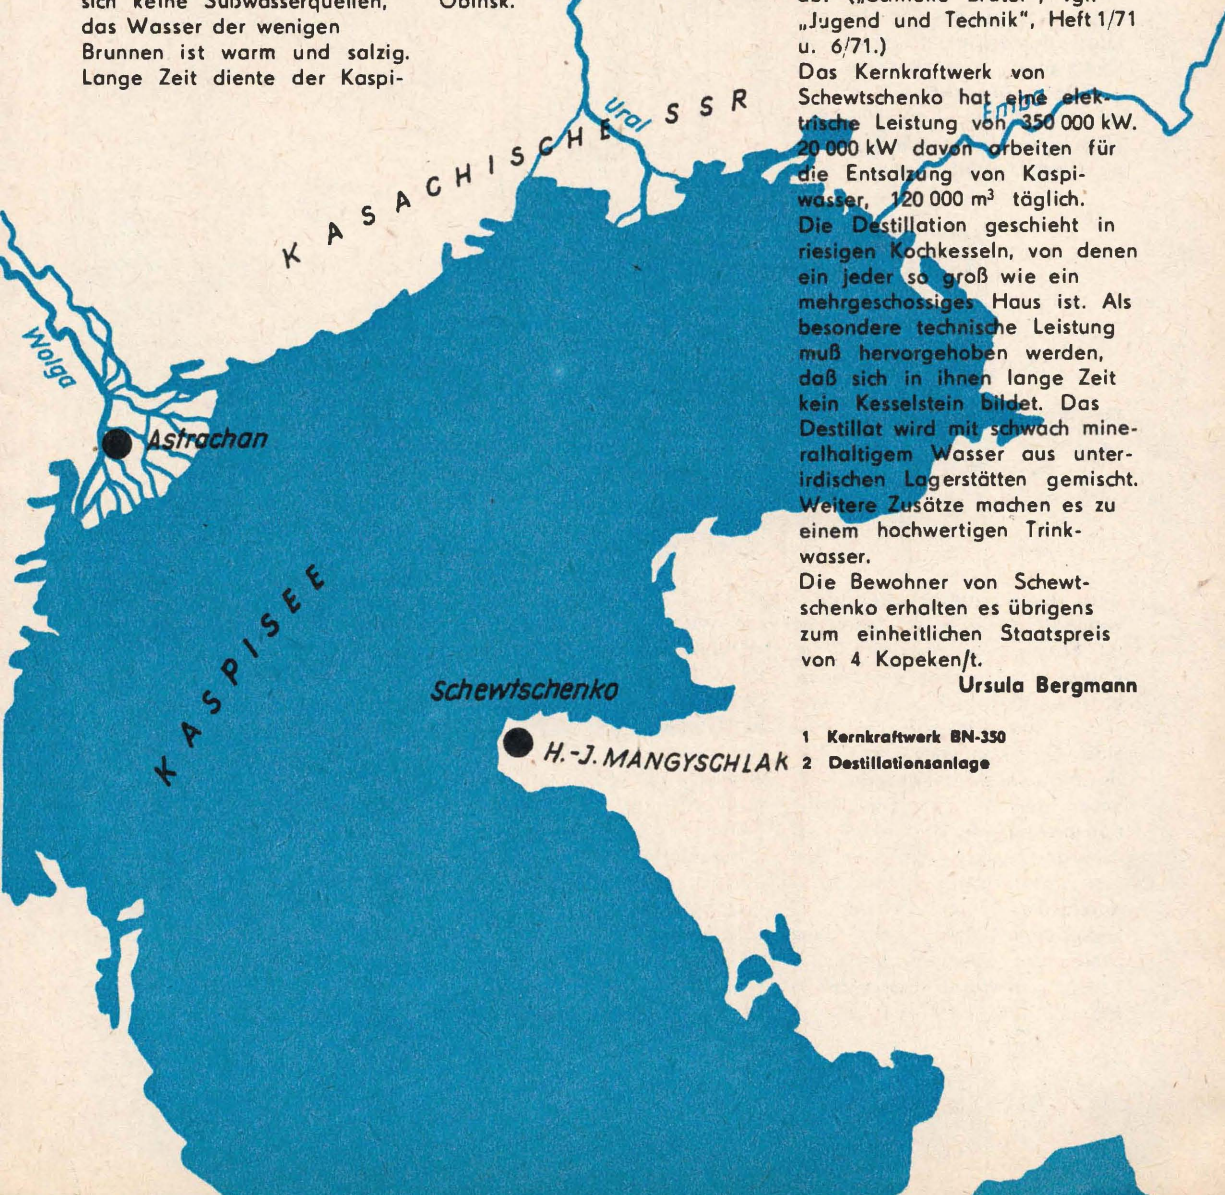 sich keine Süßwasserquellen,
das Wasser der wenigen
Brunnen ist warm und salzig.
Lange Zeit diente der Kaspi-
Obinsk.
„Jugend und Technik“, Heft 1/71
u. 6/71.)
Das Kernkraftwerk von
Schewtschenko hat eine elek-
trische Leistung von 350 000 kW.
20 000 kW davon arbeiten für
die Entsalzung von Kaspi-
wasser, 120 000 m³ täglich.
Die Destillation geschieht in
riesigen Kochkesseln, von denen
ein jeder so groß wie ein
mehrgeschossiges Haus ist. Als
besondere technische Leistung
muß hervorgehoben werden,
daß sich in ihnen lange Zeit
kein Kesselstein bildet. Das
Destillat wird mit schwach mine-
ralhaltigem Wasser aus unter-
irdischen Lagerstätten gemischt.
Weitere Zusätze machen es zu
einem hochwertigen Trink-
wasser.
Die Bewohner von Schewt-
schenko erhalten es übrigens
zum einheitlichen Staatspreis
von 4 Kopeken/t.
Ursula Bergmann
1 Kernkraftwerk BN-350
2 Destillationsanlage
KASACHISCHE SSR
Ural
Emba
Wolga
Astrachan
KASPISEE
Schewtschenko
H.-J. MANGYSCHLAK